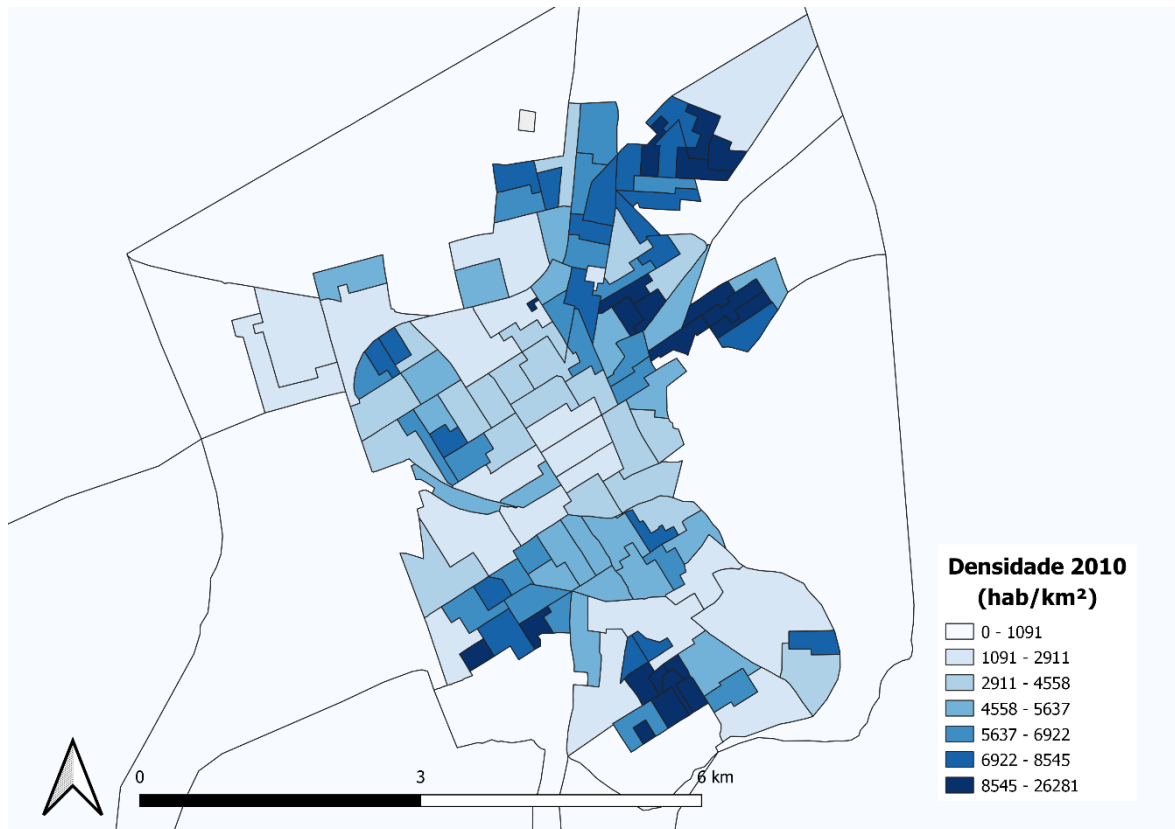 Densidade 2010
(hab/km²)
0 - 1091
1091 - 2911
2911 - 4558
4558 - 5637
5637 - 6922
6922 - 8545
8545 - 26281
0 3 6 km